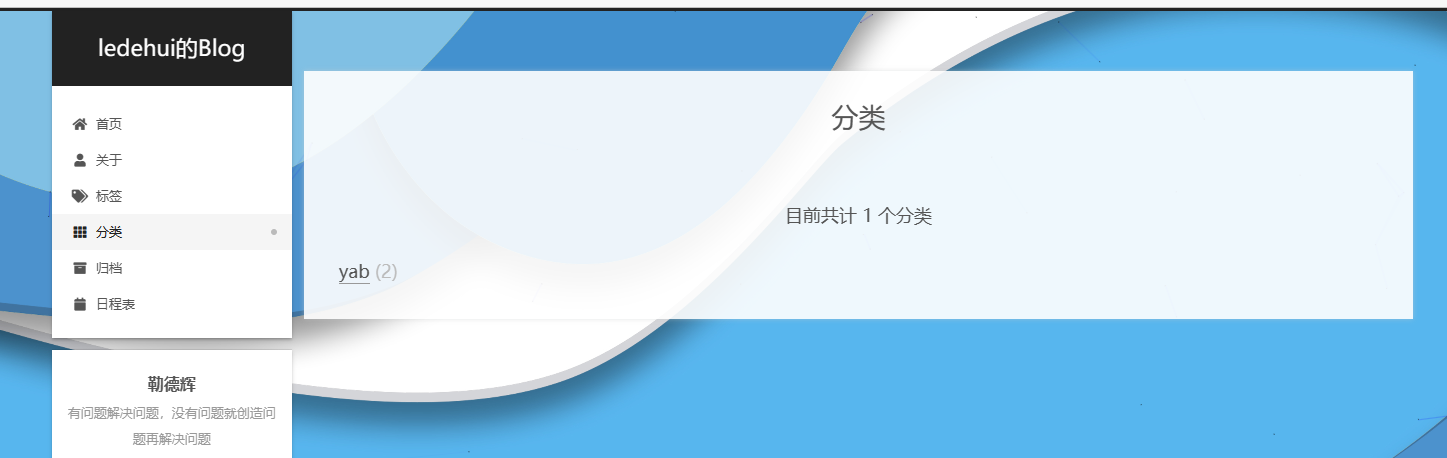 ledehui的Blog
首页
关于
标签
分类
归档
日程表
勒德辉
有问题解决问题，没有问题就创造问
题再解决问题
分类
目前共计 1 个分类
yab (2)